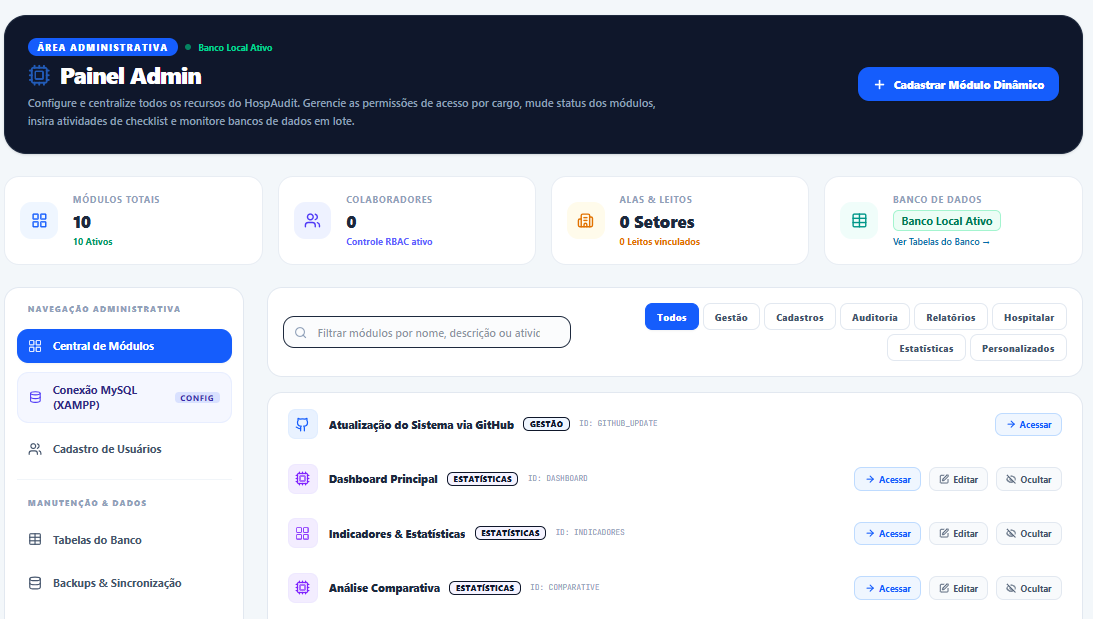 ÁREA ADMINISTRATIVA
Banco Local Ativo
Painel Admin
Configure e centralize todos os recursos do HospAudit. Gerencie as permissões de acesso por cargo, mude status dos módulos,
insira atividades de checklist e monitore bancos de dados em lote.
+ Cadastrar Módulo Dinâmico
MÓDULOS TOTAIS
10
10 Ativos
COLABORADORES
0
Controle RBAC ativo
ALAS & LEITOS
0 Setores
0 Leitos vinculados
BANCO DE DADOS
Banco Local Ativo
Ver Tabelas do Banco →
NAVEGAÇÃO ADMINISTRATIVA
Central de Módulos
Conexão MySQL
(XAMPP)
CONFIG
Cadastro de Usuários
MANUTENÇÃO & DADOS
Tabelas do Banco
Backups & Sincronização
Filtrar módulos por nome, descrição ou ativic
Todos
Gestão
Cadastros
Auditoria
Relatórios
Hospitalar
Estatísticas
Personalizados
Atualização do Sistema via GitHub GESTÃO ID: GITHUB_UPDATE
→ Acessar
Dashboard Principal ESTATÍSTICAS ID: DASHBOARD
→ Acessar
Editar
Ocultar
Indicadores & Estatísticas ESTATÍSTICAS ID: INDICADORES
→ Acessar
Editar
Ocultar
Análise Comparativa ESTATÍSTICAS ID: COMPARATIVE
→ Acessar
Editar
Ocultar